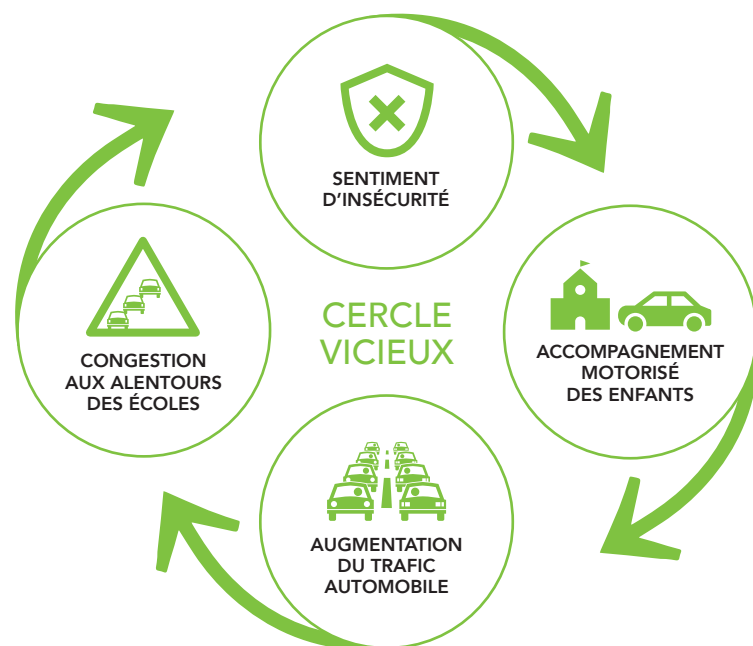 SENTIMENT
D'INSÉCURITÉ
CERCLE
VICIEUX
ACCOMPAGNEMENT
MOTORISÉ
DES ENFANTS
AUGMENTATION
DU TRAFIC
AUTOMOBILE
CONGESTION
AUX ALENTOURS
DES ÉCOLES